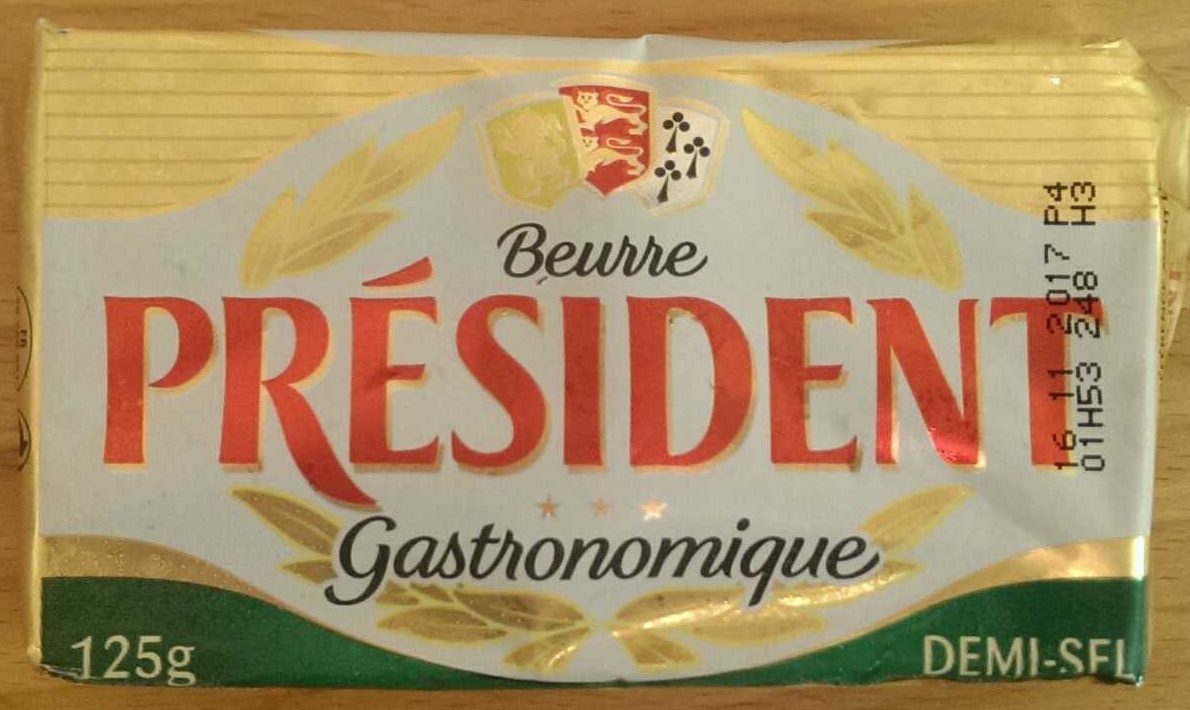 Beurre
PRÉSIDENT
Gastronomique
125g
DEMI-SEL
16 11 2017 P4
01H53 248 H3